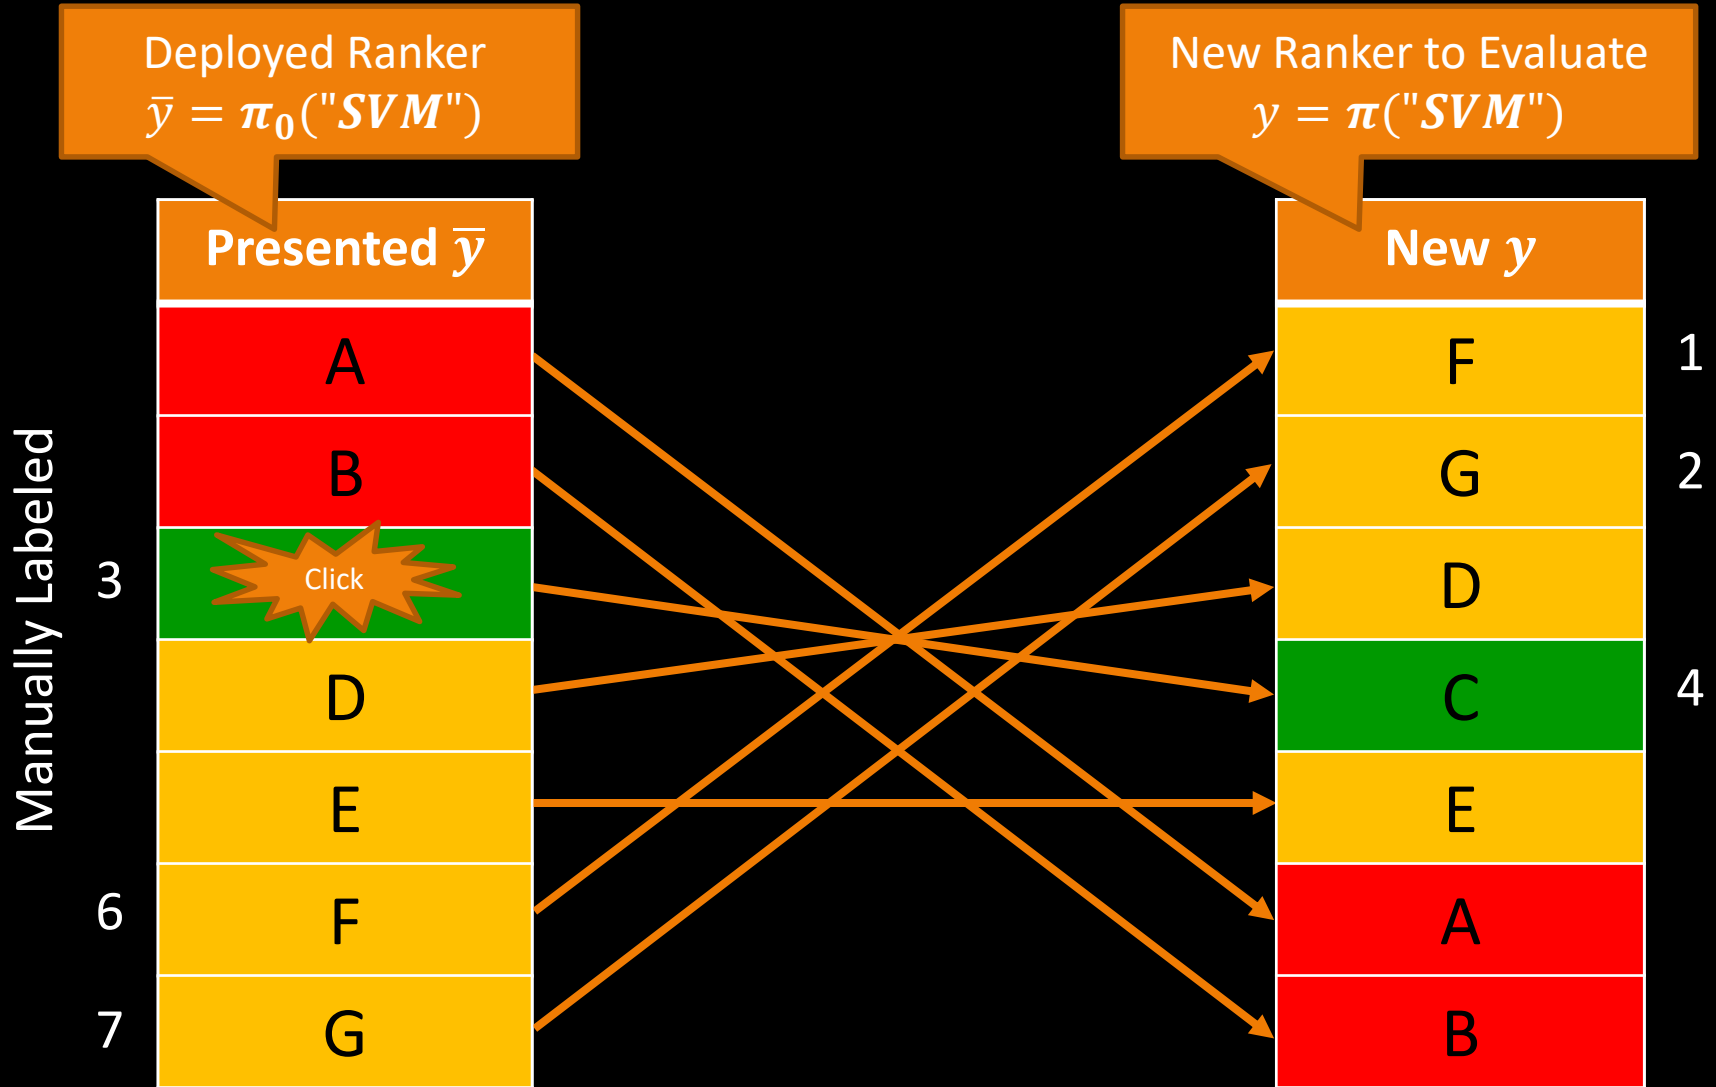 Deployed Ranker
ȳ = π₀("SVM")
New Ranker to Evaluate
y = π("SVM")
Presented ȳ
New y
Manually Labeled
A
B
3
Click
D
E
6
F
7
G
F
1
G
2
D
C
4
E
A
B